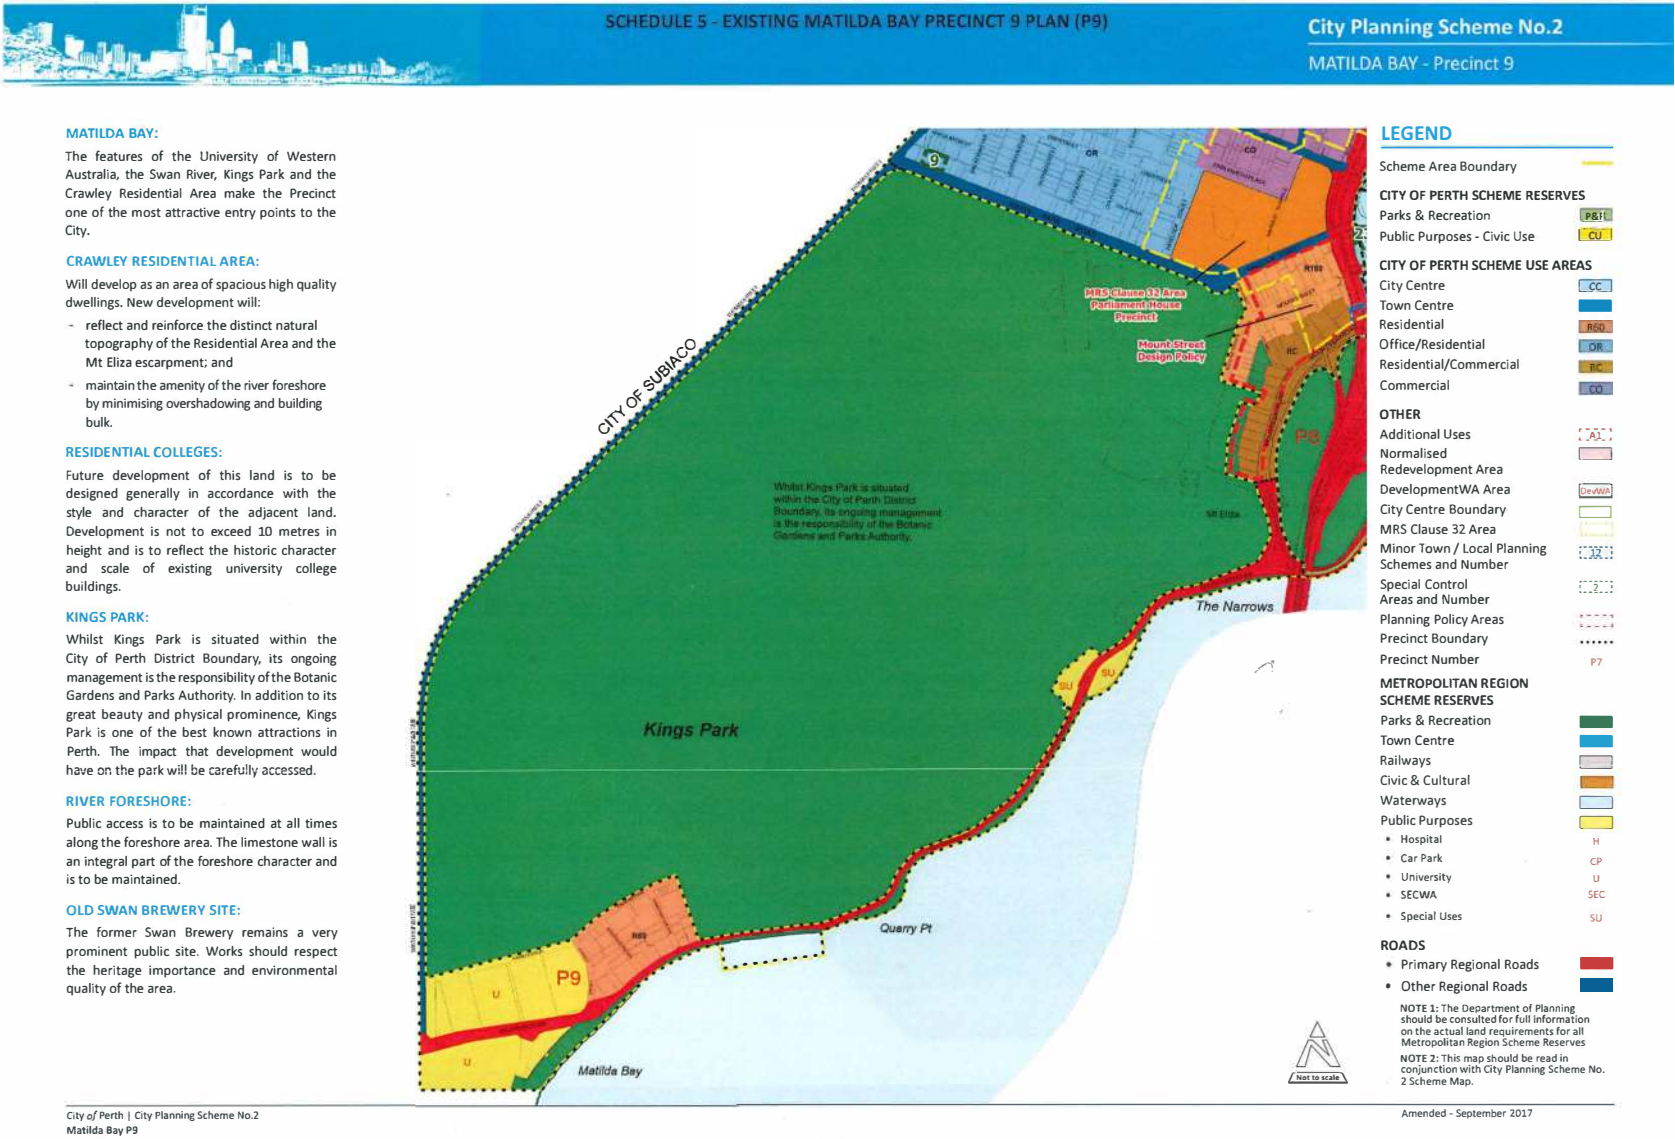 SCHEDULE 5 - EXISTING MATILDA BAY PRECINCT 9 PLAN (P9)
City Planning Scheme No.2
MATILDA BAY - Precinct 9
MATILDA BAY:
The features of the University of Western
Australia, the Swan River, Kings Park and the
Crawley Residential Area make the Precinct
one of the most attractive entry points to the
City.
CRAWLEY RESIDENTIAL AREA:
Will develop as an area of spacious high quality
dwellings. New development will:
- reflect and reinforce the distinct natural
topography of the Residential Area and the
Mt Eliza escarpment; and
- maintain the amenity of the river foreshore
by minimising overshadowing and building
bulk.
RESIDENTIAL COLLEGES:
Future development of this land is to be
designed generally in accordance with the
style and character of the adjacent land.
Development is not to exceed 10 metres in
height and is to reflect the historic character
and scale of existing university college
buildings.
KINGS PARK:
Whilst Kings Park is situated within the
City of Perth District Boundary, its ongoing
management is the responsibility of the Botanic
Gardens and Parks Authority. In addition to its
great beauty and physical prominence, Kings
Park is one of the best known attractions in
Perth. The impact that development would
have on the park will be carefully accessed.
RIVER FORESHORE:
Public access is to be maintained at all times
along the foreshore area. The limestone wall is
an integral part of the foreshore character and
is to be maintained.
OLD SWAN BREWERY SITE:
The former Swan Brewery remains a very
prominent public site. Works should respect
the heritage importance and environmental
quality of the area.
9
OR
CO
R160
RC
MRS Clause 32 Area
Parliament House
Precinct
Mount Street
Design Policy
CITY OF SUBIACO
P8
Whilst Kings Park is situated
within the City of Perth District
Boundary, its ongoing management
is the responsibility of the Botanic
Gardens and Parks Authority.
Mt Eliza
The Narrows
SU
SU
Kings Park
Quarry Pt
R60
P9
U
U
Matilda Bay
Not to scale
LEGEND
Scheme Area Boundary
CITY OF PERTH SCHEME RESERVES
Parks & Recreation P&R
Public Purposes - Civic Use CU
CITY OF PERTH SCHEME USE AREAS
City Centre CC
Town Centre
Residential R60
Office/Residential OR
Residential/Commercial RC
Commercial CO
OTHER
Additional Uses A1
Normalised
Redevelopment Area
DevelopmentWA Area DevWA
City Centre Boundary
MRS Clause 32 Area
Minor Town / Local Planning 12
Schemes and Number
Special Control 2
Areas and Number
Planning Policy Areas
Precinct Boundary
Precinct Number P7
METROPOLITAN REGION
SCHEME RESERVES
Parks & Recreation
Town Centre
Railways
Civic & Cultural
Waterways
Public Purposes
• Hospital H
• Car Park CP
• University U
• SECWA SEC
• Special Uses SU
ROADS
• Primary Regional Roads
• Other Regional Roads
NOTE 1: The Department of Planning
should be consulted for full information
on the actual land requirements for all
Metropolitan Region Scheme Reserves
NOTE 2: This map should be read in
conjunction with City Planning Scheme No.
2 Scheme Map.
City of Perth | City Planning Scheme No.2
Matilda Bay P9
Amended - September 2017